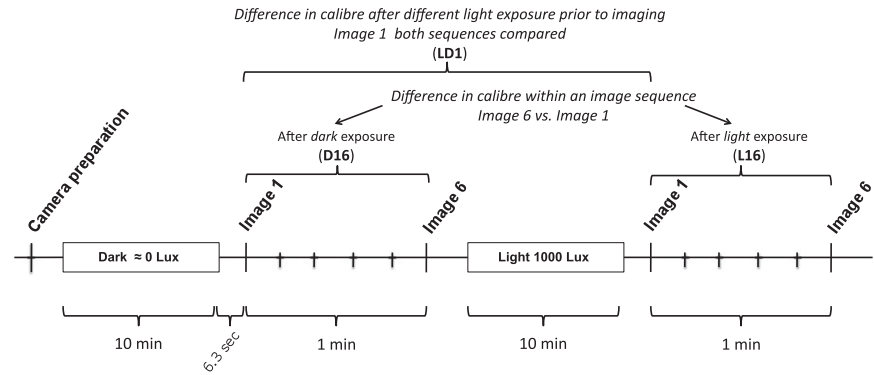 Difference in calibre after different light exposure prior to imaging
Image 1 both sequences compared
(LD1)
Difference in calibre within an image sequence
Image 6 vs. Image 1
After dark exposure
(D16)
After light exposure
(L16)
Camera preparation
Image 1
Image 6
Image 1
Image 6
Dark ≈ 0 Lux
Light 1000 Lux
10 min
6.3 sec
1 min
10 min
1 min